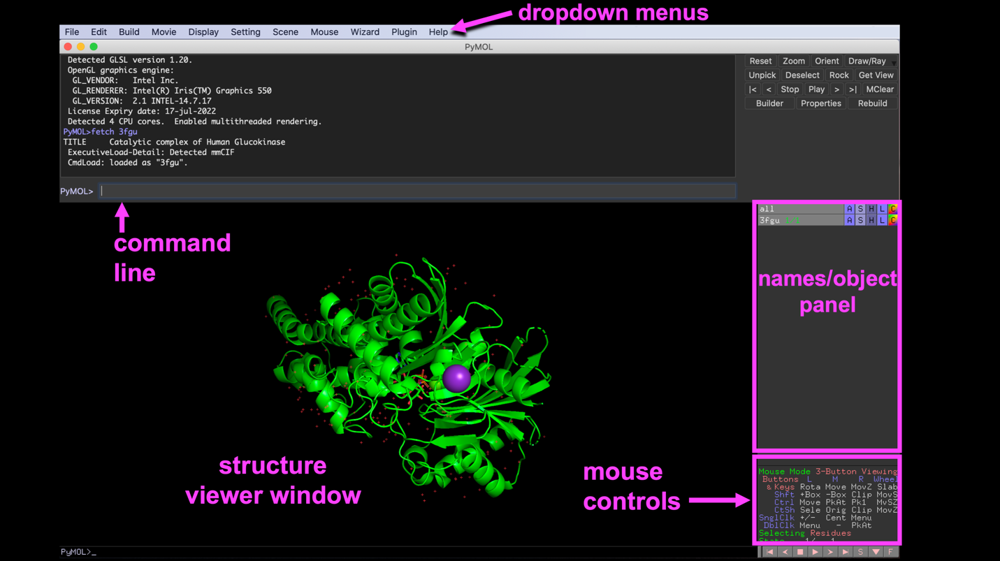 dropdown menus
File Edit Build Movie Display Setting Scene Mouse Wizard Plugin Help
PyMOL
Detected GLSL version 1.20.
OpenGL graphics engine:
GL_VENDOR: Intel Inc.
GL_RENDERER: Intel(R) Iris(TM) Graphics 550
GL_VERSION: 2.1 INTEL-14.7.17
License Expiry date: 17-jul-2022
Detected 4 CPU cores. Enabled multithreaded rendering.
PyMOL>fetch 3fgu
TITLE Catalytic complex of Human Glucokinase
ExecutiveLoad-Detail: Detected mmCIF
CmdLoad: loaded as "3fgu".
PyMOL>
Reset Zoom Orient Draw/Ray
Unpick Deselect Rock Get View
|< < Stop Play > >| MClear
Builder Properties Rebuild
all A S H L C
3fgu 1/1 A S H L C
command
line
names/object
panel
structure
viewer window
mouse
controls
Mouse Mode 3-Button Viewing
Buttons L M R Wheel
& Keys Rota Move MovZ Slab
Shft +Box -Box Clip MovS
Ctrl Move PkAt Pk1 MvSZ
CtSh Sele Orig Clip MovZ
SnglClk +/- Cent Menu
DblClk Menu - PkAt
Selecting Residues
State 1/ 1
PyMOL>_
S F